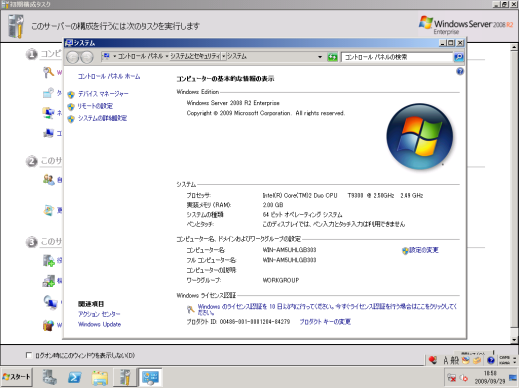 初期構成タスク
このサーバーの構成を行うには次のタスクを実行します
Windows Server 2008 R2
Enterprise
システム
コントロール パネル システムとセキュリティ システム
コントロール パネルの検索
コントロール パネル ホーム
デバイス マネージャー
リモートの設定
システムの詳細設定
コンピューターの基本的な情報の表示
Windows Edition
Windows Server 2008 R2 Enterprise
Copyright © 2009 Microsoft Corporation. All rights reserved.
システム
プロセッサ: Intel(R) Core(TM)2 Duo CPU T9300 @ 2.50GHz 2.49 GHz
実装メモリ (RAM): 2.00 GB
システムの種類 64 ビット オペレーティング システム
ペンとタッチ: このディスプレイでは、ペン入力とタッチ入力は利用できません
コンピューター名、ドメインおよびワークグループの設定
コンピューター名: WIN-AM5UHLGB303
設定の変更
フル コンピューター名: WIN-AM5UHLGB303
コンピューターの説明:
ワークグループ: WORKGROUP
Windows ライセンス認証
Windows のライセンス認証を 10 日以内に行ってください。今すぐライセンス認証を行う場合はここをクリックしてください。
プロダクト ID: 00486-001-0001204-84279 プロダクト キーの変更
関連項目
アクション センター
Windows Update
1 コンピ
2 このサ
3 このサ
ログオン時にこのウィンドウを表示しない(D)
スタート
A 般
CAPS
18:58
2009/09/29